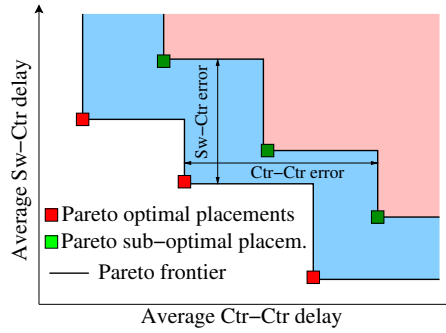 Average Sw-Ctr delay
Sw-Ctr error
Ctr-Ctr error
Pareto optimal placements
Pareto sub-optimal placem.
Pareto frontier
Average Ctr-Ctr delay